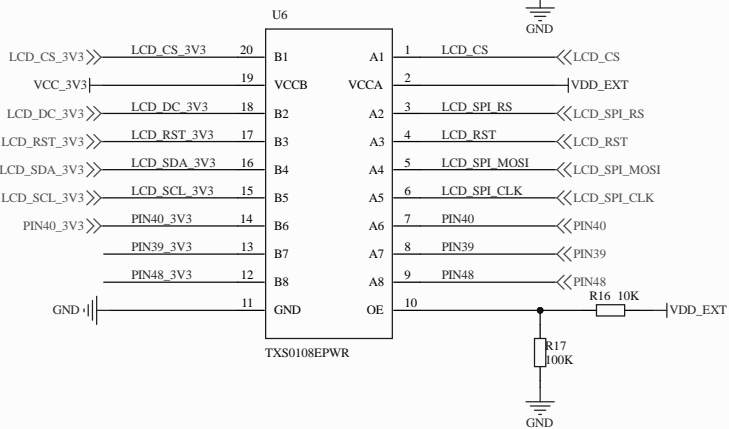 U6
GND
LCD_CS_3V3 LCD_CS_3V3 20 B1 A1 1 LCD_CS LCD_CS
VCC_3V3 19 VCCB VCCA 2 VDD_EXT
LCD_DC_3V3 LCD_DC_3V3 18 B2 A2 3 LCD_SPI_RS LCD_SPI_RS
LCD_RST_3V3 LCD_RST_3V3 17 B3 A3 4 LCD_RST LCD_RST
LCD_SDA_3V3 LCD_SDA_3V3 16 B4 A4 5 LCD_SPI_MOSI LCD_SPI_MOSI
LCD_SCL_3V3 LCD_SCL_3V3 15 B5 A5 6 LCD_SPI_CLK LCD_SPI_CLK
PIN40_3V3 PIN40_3V3 14 B6 A6 7 PIN40 PIN40
PIN39_3V3 13 B7 A7 8 PIN39 PIN39
PIN48_3V3 12 B8 A8 9 PIN48 PIN48
GND 11 GND OE 10 R16 10K VDD_EXT
TXS0108EPWR
R17
100K
GND